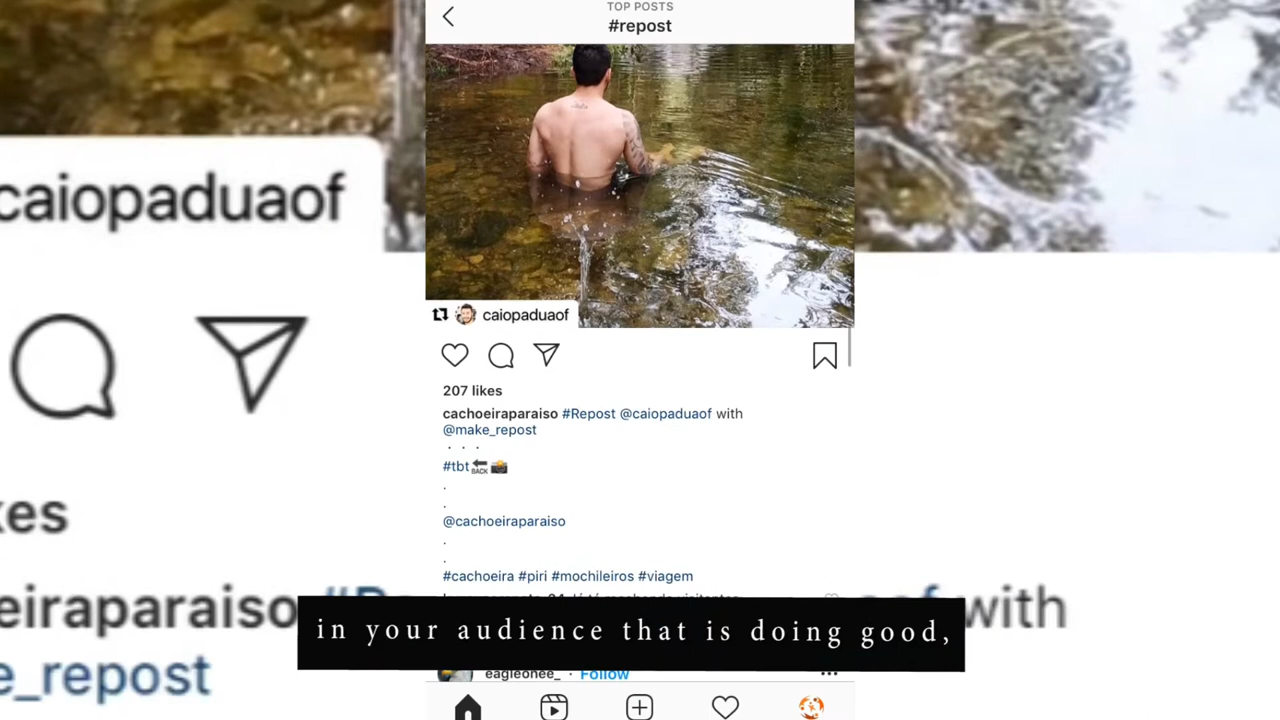 TOP POSTS
#repost
caiopaduaof
caiopaduaof
207 likes
cachoeiraparaiso #Repost @caiopaduaof with
@make_repost
. . .
#tbt
BACK
.
.
@cachoeiraparaiso
.
.
#cachoeira #piri #mochileiros #viagem
kes
eiraparaiso
with
e_repost
in your audience that is doing good,
eagleonee_ · Follow